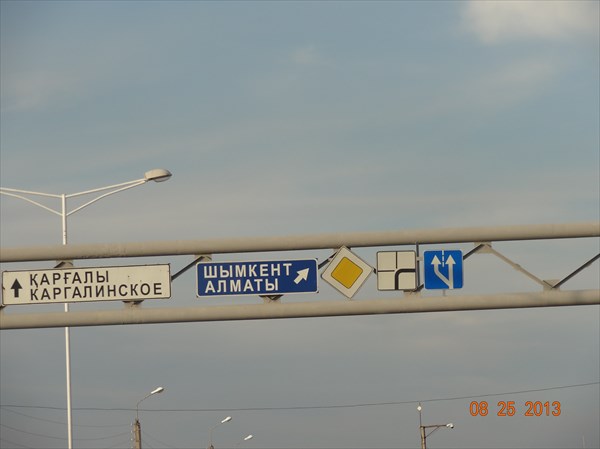 ҚАРҒАЛЫ
КАРГАЛИНСКОЕ
ШЫМКЕНТ
АЛМАТЫ
08 25 2013